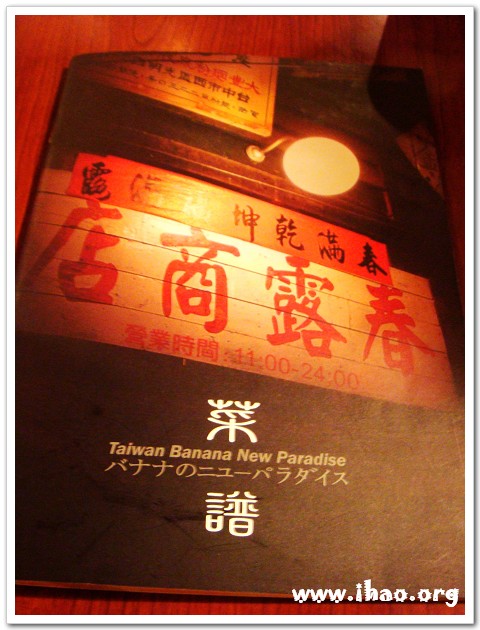 春滿乾坤
春露商店
營業時間:11:00-24:00
菜
Taiwan Banana New Paradise
バナナのニューパラダイス
譜
www.ihao.org